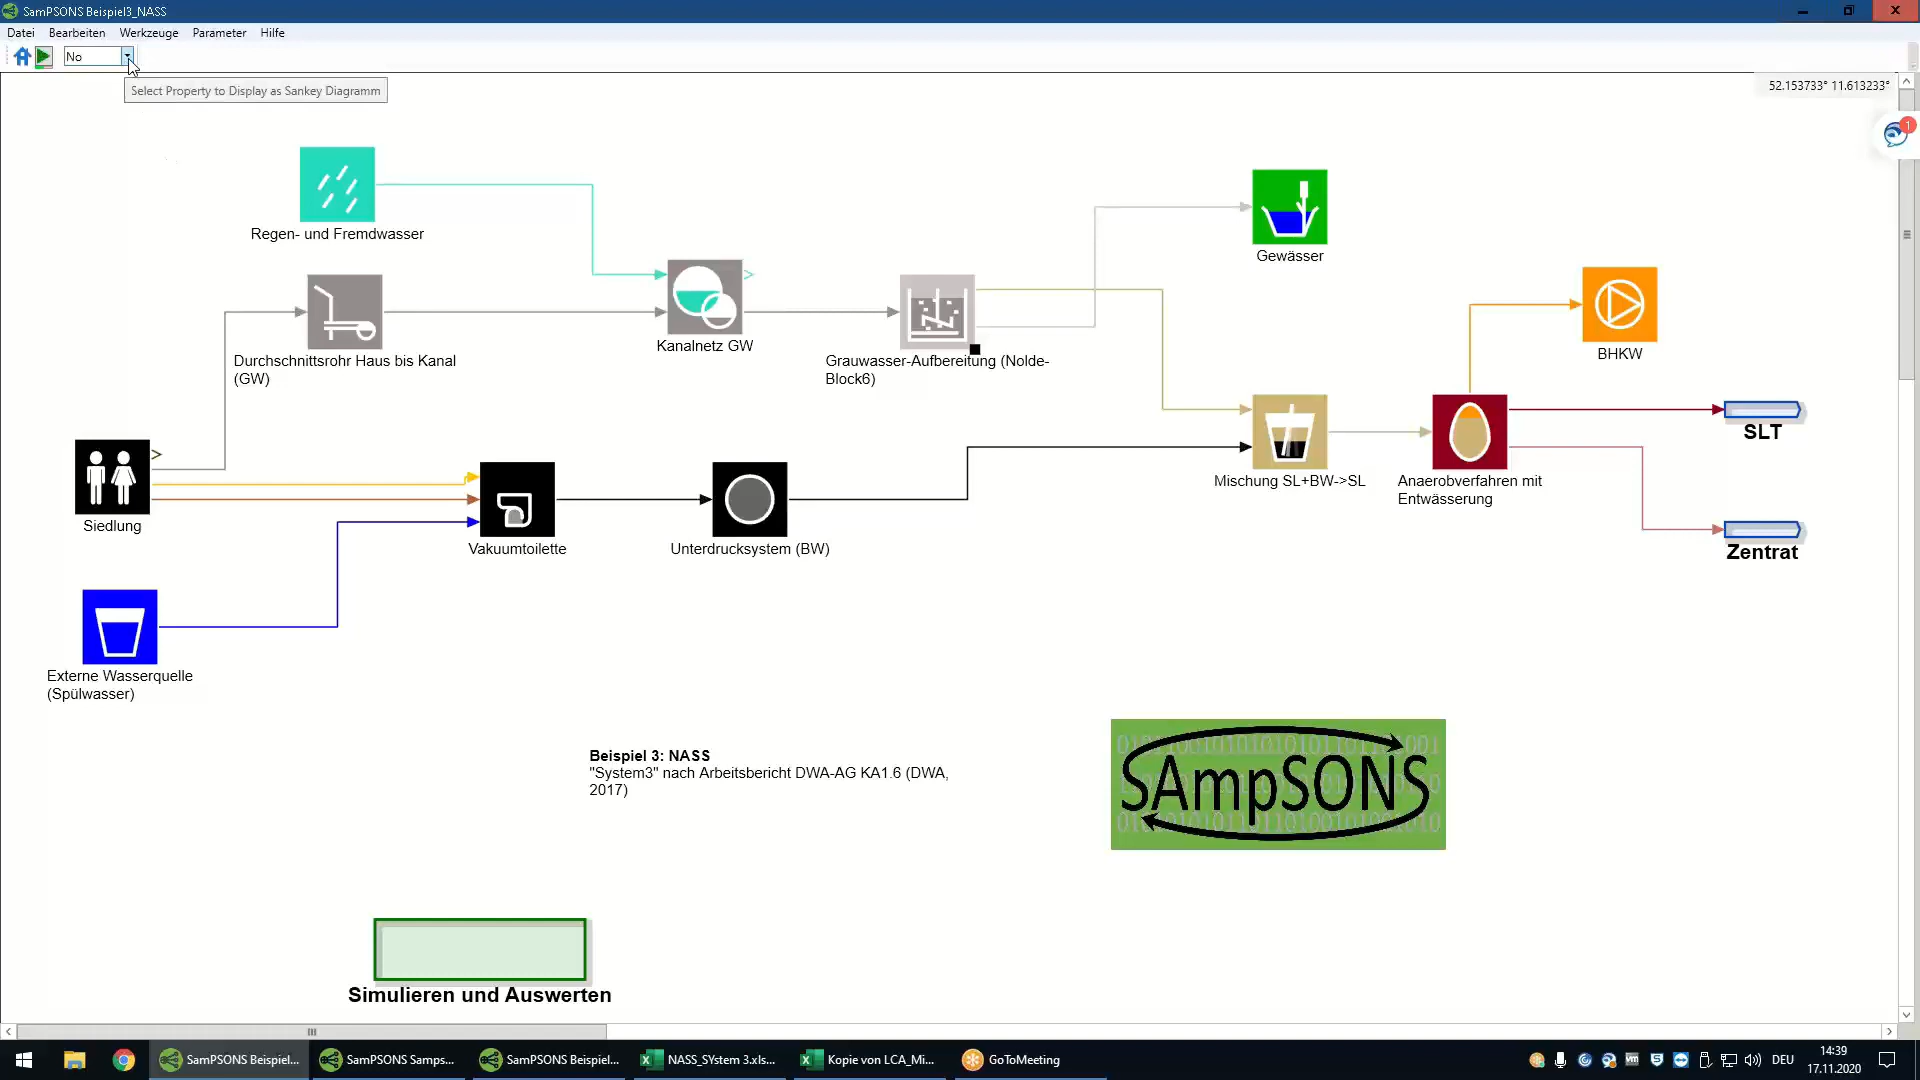 SamPSONS Beispiel3_NASS
Datei Bearbeiten Werkzeuge Parameter Hilfe
No
Select Property to Display as Sankey Diagramm
52.153733° 11.613233°
1
Regen- und Fremdwasser
Gewässer
Kanalnetz GW
Durchschnittsrohr Haus bis Kanal
(GW)
Grauwasser-Aufbereitung (Nolde-
Block6)
BHKW
SLT
Mischung SL+BW->SL
Anaerobverfahren mit
Entwässerung
Siedlung
Vakuumtoilette
Unterdrucksystem (BW)
Zentrat
Externe Wasserquelle
(Spülwasser)
Beispiel 3: NASS
"System3" nach Arbeitsbericht DWA-AG KA1.6 (DWA,
2017)
SAmpSONS
Simulieren und Auswerten
SamPSONS Beispiel...
SamPSONS Samps...
SamPSONS Beispiel...
NASS_SYstem 3.xls...
Kopie von LCA_Mi...
GoToMeeting
DEU
14:39
17.11.2020